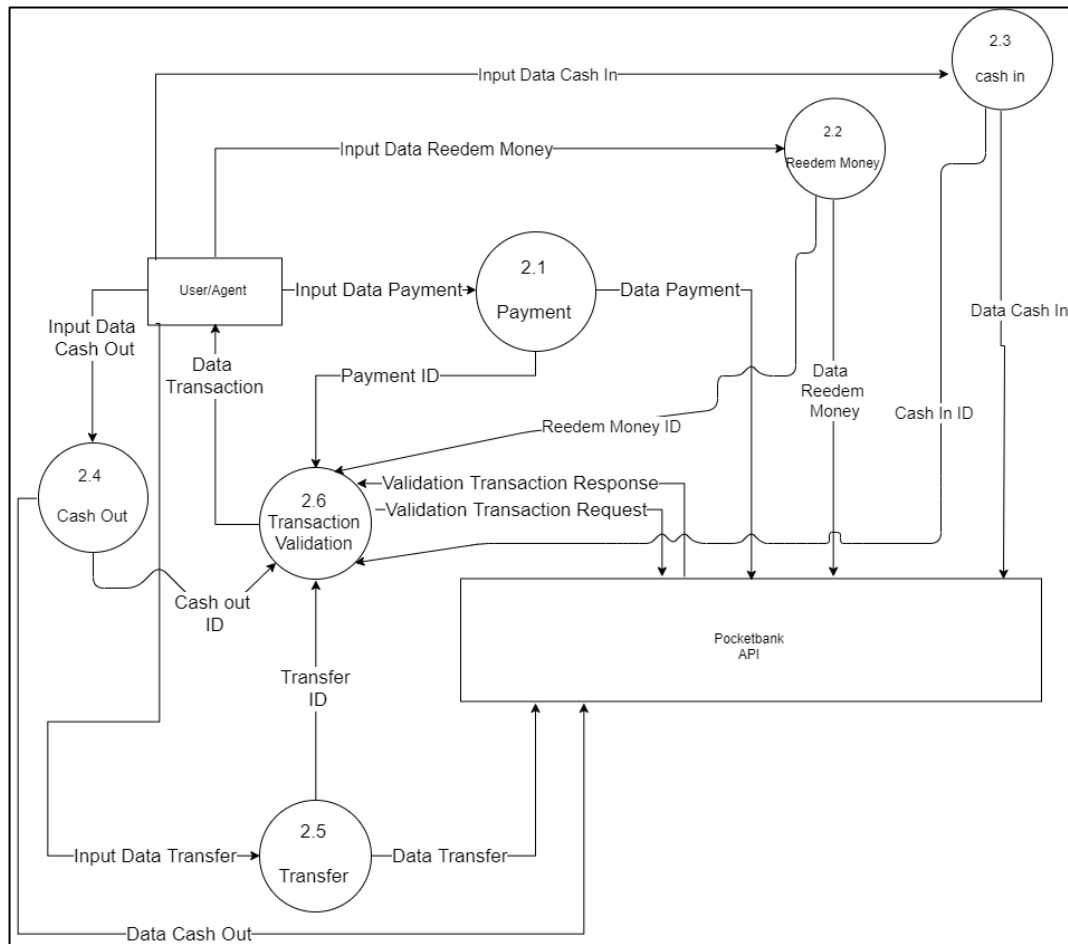 2.3
cash in
Input Data Cash In
2.2
Reedem Money
Input Data Reedem Money
2.1
Payment
User/Agent
Input Data Payment
Data Payment
Data Cash In
Input Data
Cash Out
Data
Transaction
Payment ID
Data
Reedem
Money
Cash In ID
Reedem Money ID
2.4
Cash Out
2.6
Transaction
Validation
Validation Transaction Response
Validation Transaction Request
Cash out
ID
Pocketbank
API
Transfer
ID
2.5
Transfer
Input Data Transfer
Data Transfer
Data Cash Out